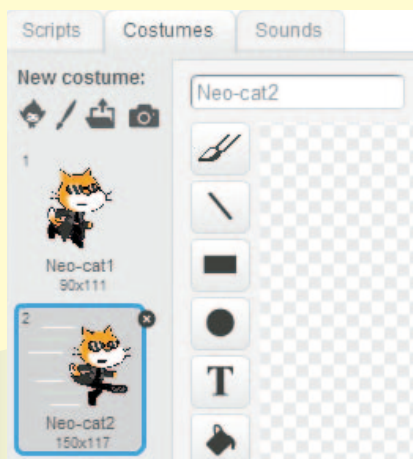 Scripts Costumes Sounds
New costume:
Neo-cat2
1
Neo-cat1
90x111
2
Neo-cat2
150x117
T